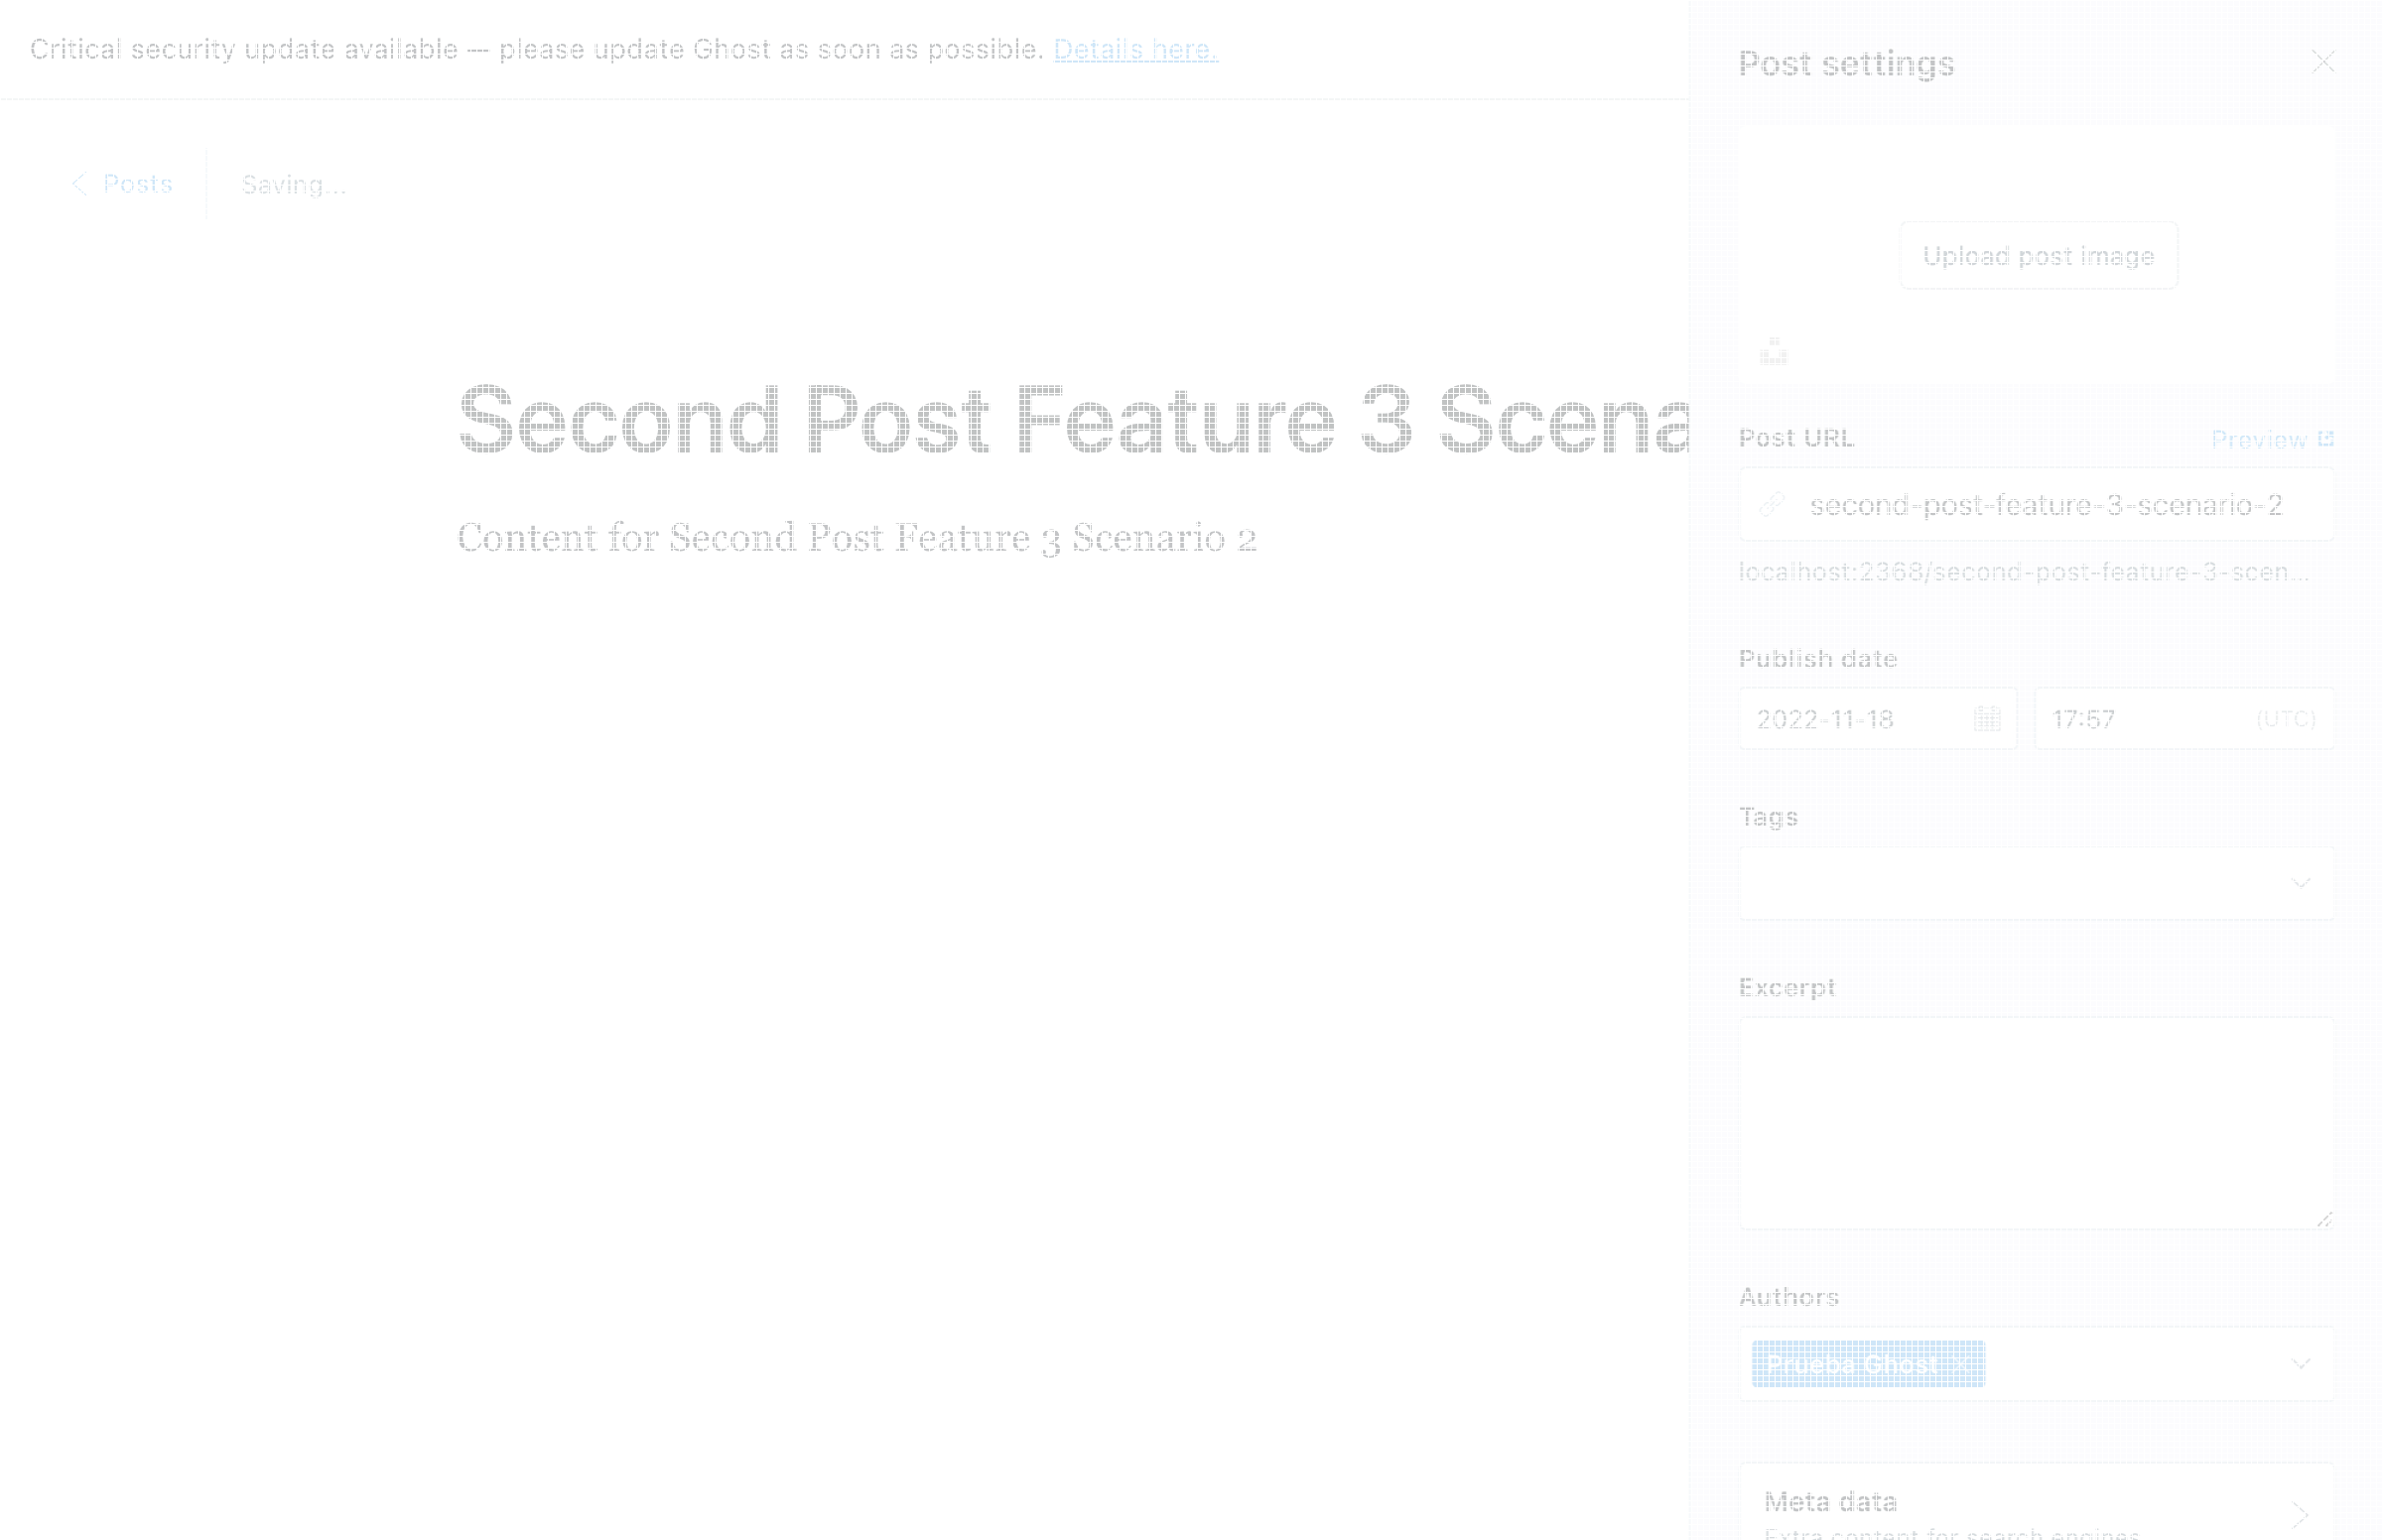 Critical security update available — please update Ghost as soon as possible. Details here.
Posts
Saving...
Second Post Feature 3 Scena
Content for Second Post Feature 3 Scenario 2
Post settings
Upload post image
Post URL
Preview
second-post-feature-3-scenario-2
localhost:2368/second-post-feature-3-scen...
Publish date
2022-11-18
17:57 (UTC)
Tags
Excerpt
Authors
Prueba Ghost ×
Meta data
Extra content for search engines